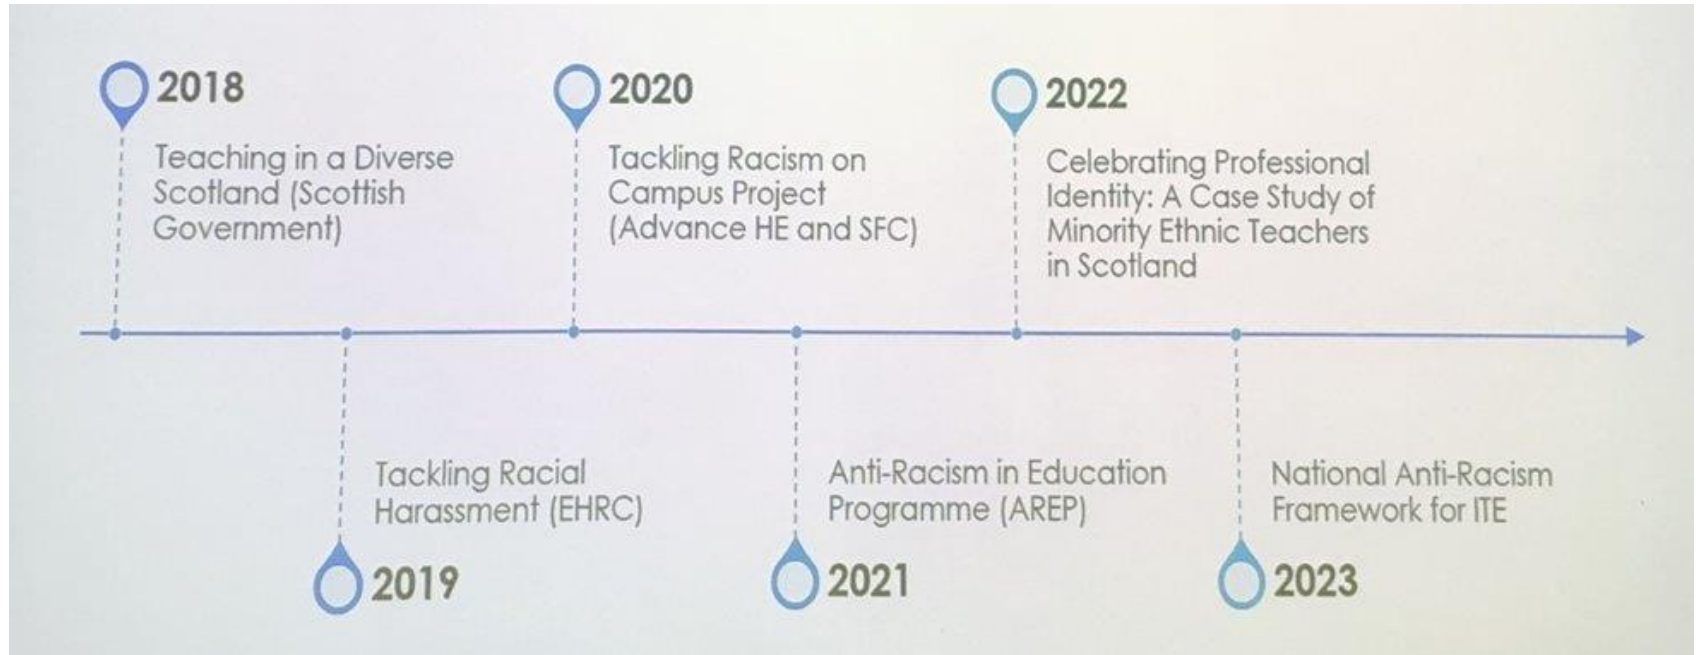 2018
Teaching in a Diverse
Scotland (Scottish
Government)
2020
Tackling Racism on
Campus Project
(Advance HE and SFC)
2022
Celebrating Professional
Identity: A Case Study of
Minority Ethnic Teachers
in Scotland
Tackling Racial
Harassment (EHRC)
2019
Anti-Racism in Education
Programme (AREP)
2021
National Anti-Racism
Framework for ITE
2023